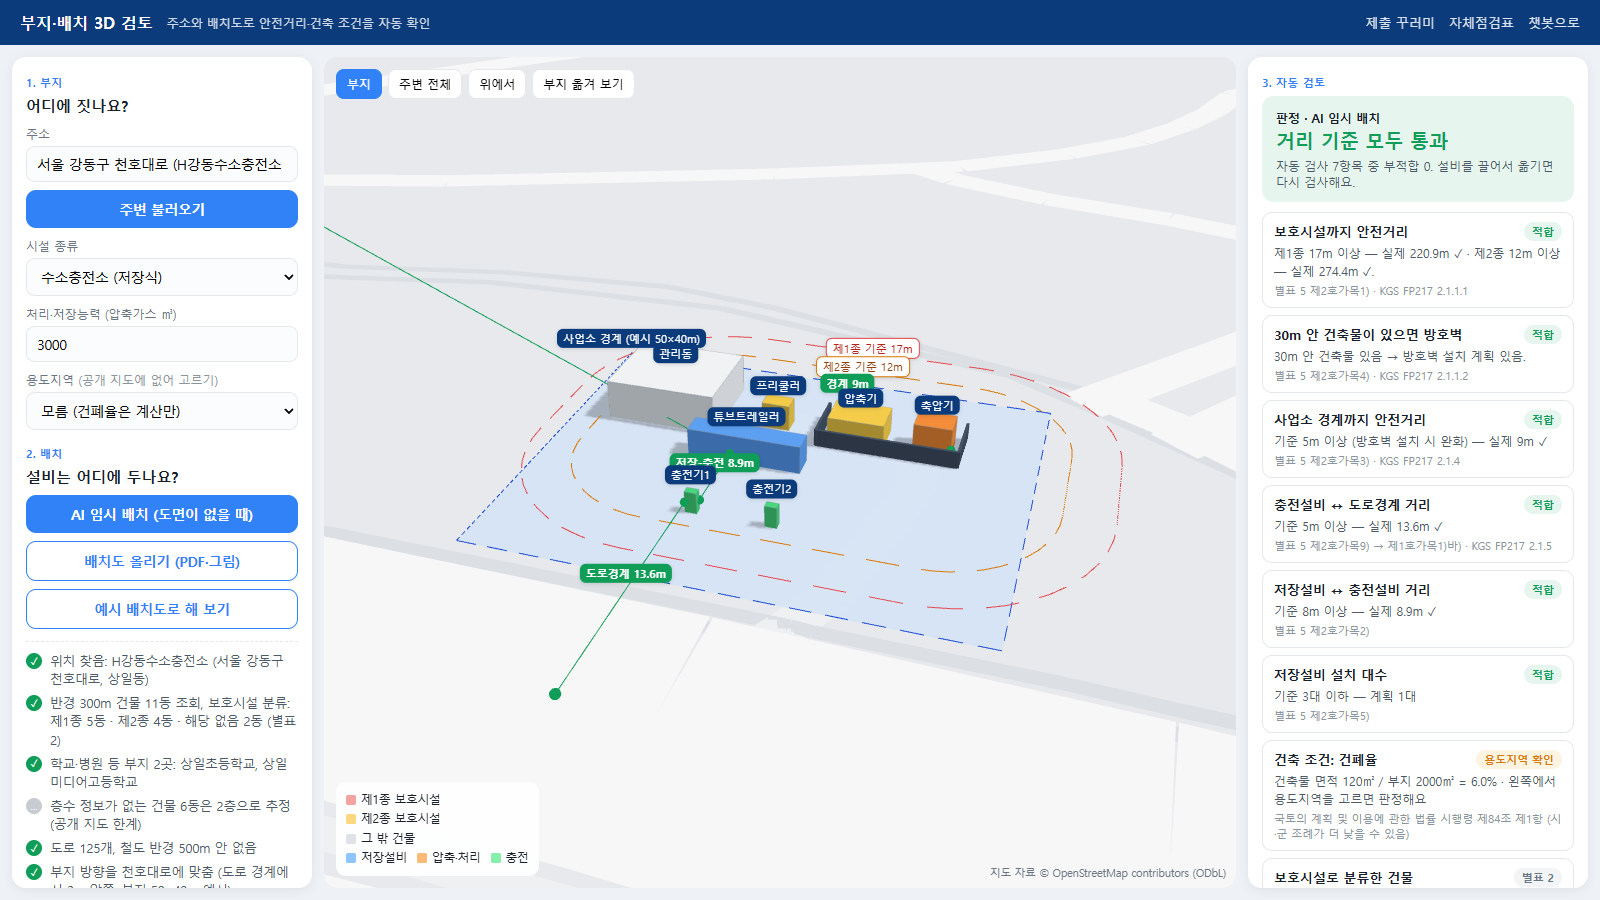 부지·배치 3D 검토
주소와 배치도로 안전거리·건축 조건을 자동 확인
제출 꾸러미
자체점검표
챗봇으로
1. 부지
어디에 짓나요?
주소
서울 강동구 천호대로 (H강동수소충전소
주변 불러오기
시설 종류
수소충전소 (저장식)
처리·저장능력 (압축가스 ㎥)
3000
용도지역 (공개 지도에 없어 고르기)
모름 (건폐율은 계산만)
2. 배치
설비는 어디에 두나요?
AI 임시 배치 (도면이 없을 때)
배치도 올리기 (PDF·그림)
예시 배치도로 해 보기
위치 찾음: H강동수소충전소 (서울 강동구
천호대로, 상일동)
반경 300m 건물 11동 조회, 보호시설 분류:
제1종 5동 · 제2종 4동 · 해당 없음 2동 (별표
2)
학교·병원 등 부지 2곳: 상일초등학교, 상일
미디어고등학교
층수 정보가 없는 건물 6동은 2층으로 추정
(공개 지도 한계)
도로 125개, 철도 반경 500m 안 없음
부지 방향을 천호대로에 맞춤 (도로 경계에
부지
주변 전체
위에서
부지 옮겨 보기
사업소 경계 (예시 50×40m)
관리동
제1종 기준 17m
제2종 기준 12m
경계 9m
프리쿨러
압축기
축압기
튜브트레일러
저장-충전 8.9m
충전기1
충전기2
도로경계 13.6m
제1종 보호시설
제2종 보호시설
그 밖 건물
저장설비
압축·처리
충전
지도 자료 © OpenStreetMap contributors (ODbL)
3. 자동 검토
판정 · AI 임시 배치
거리 기준 모두 통과
자동 검사 7항목 중 부적합 0. 설비를 끌어서 옮기면
다시 검사해요.
보호시설까지 안전거리
적합
제1종 17m 이상 — 실제 220.9m ✓ · 제2종 12m 이상
— 실제 274.4m ✓.
별표 5 제2호가목1) · KGS FP217 2.1.1.1
30m 안 건축물이 있으면 방호벽
적합
30m 안 건축물 있음 → 방호벽 설치 계획 있음.
별표 5 제2호가목4) · KGS FP217 2.1.1.2
사업소 경계까지 안전거리
적합
기준 5m 이상 (방호벽 설치 시 완화) — 실제 9m ✓
별표 5 제2호가목3) · KGS FP217 2.1.4
충전설비 ↔ 도로경계 거리
적합
기준 5m 이상 — 실제 13.6m ✓
별표 5 제2호가목9) → 제1호가목1)바) · KGS FP217 2.1.5
저장설비 ↔ 충전설비 거리
적합
기준 8m 이상 — 실제 8.9m ✓
별표 5 제2호가목2)
저장설비 설치 대수
적합
기준 3대 이하 — 계획 1대
별표 5 제2호가목5)
건축 조건: 건폐율
용도지역 확인
건축물 면적 120㎡ / 부지 2000㎡ = 6.0% · 왼쪽에서
용도지역을 고르면 판정해요
국토의 계획 및 이용에 관한 법률 시행령 제84조 제1항 (시
·군 조례가 더 낮을 수 있음)
보호시설로 분류한 건물
별표 2